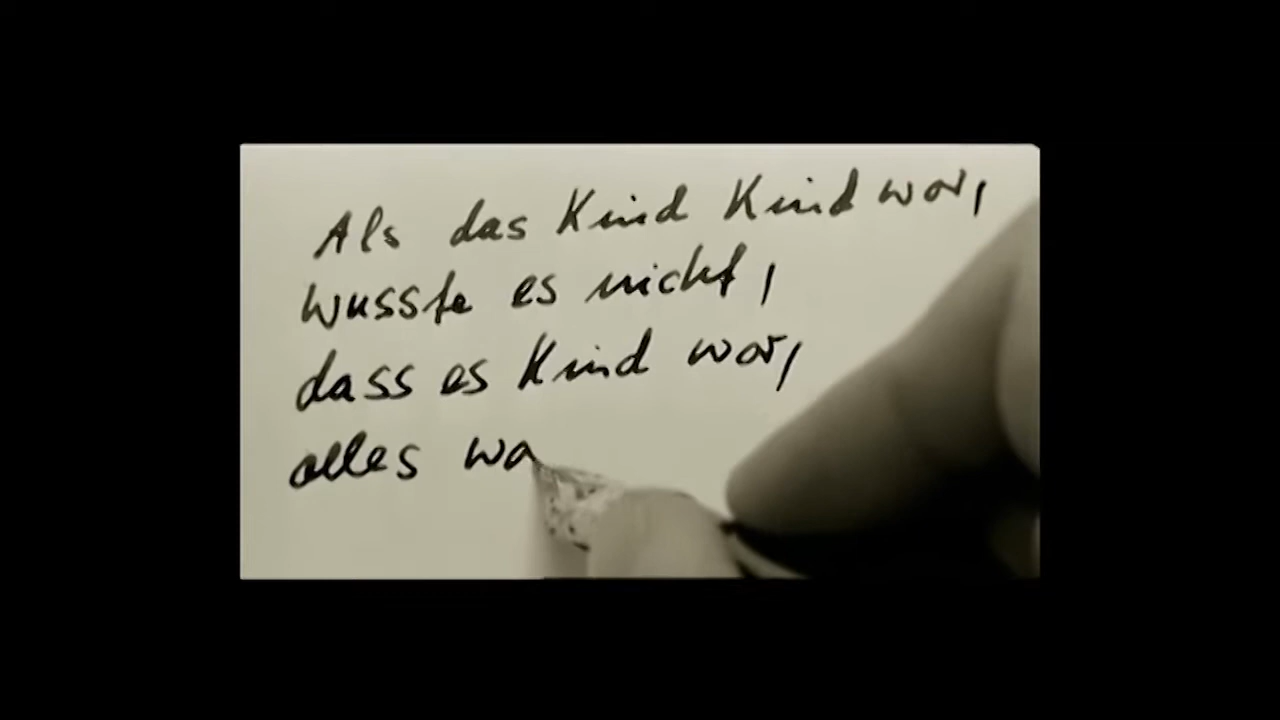 Als das Kind Kind war,
wusste es nicht,
dass es Kind war,
alles wa